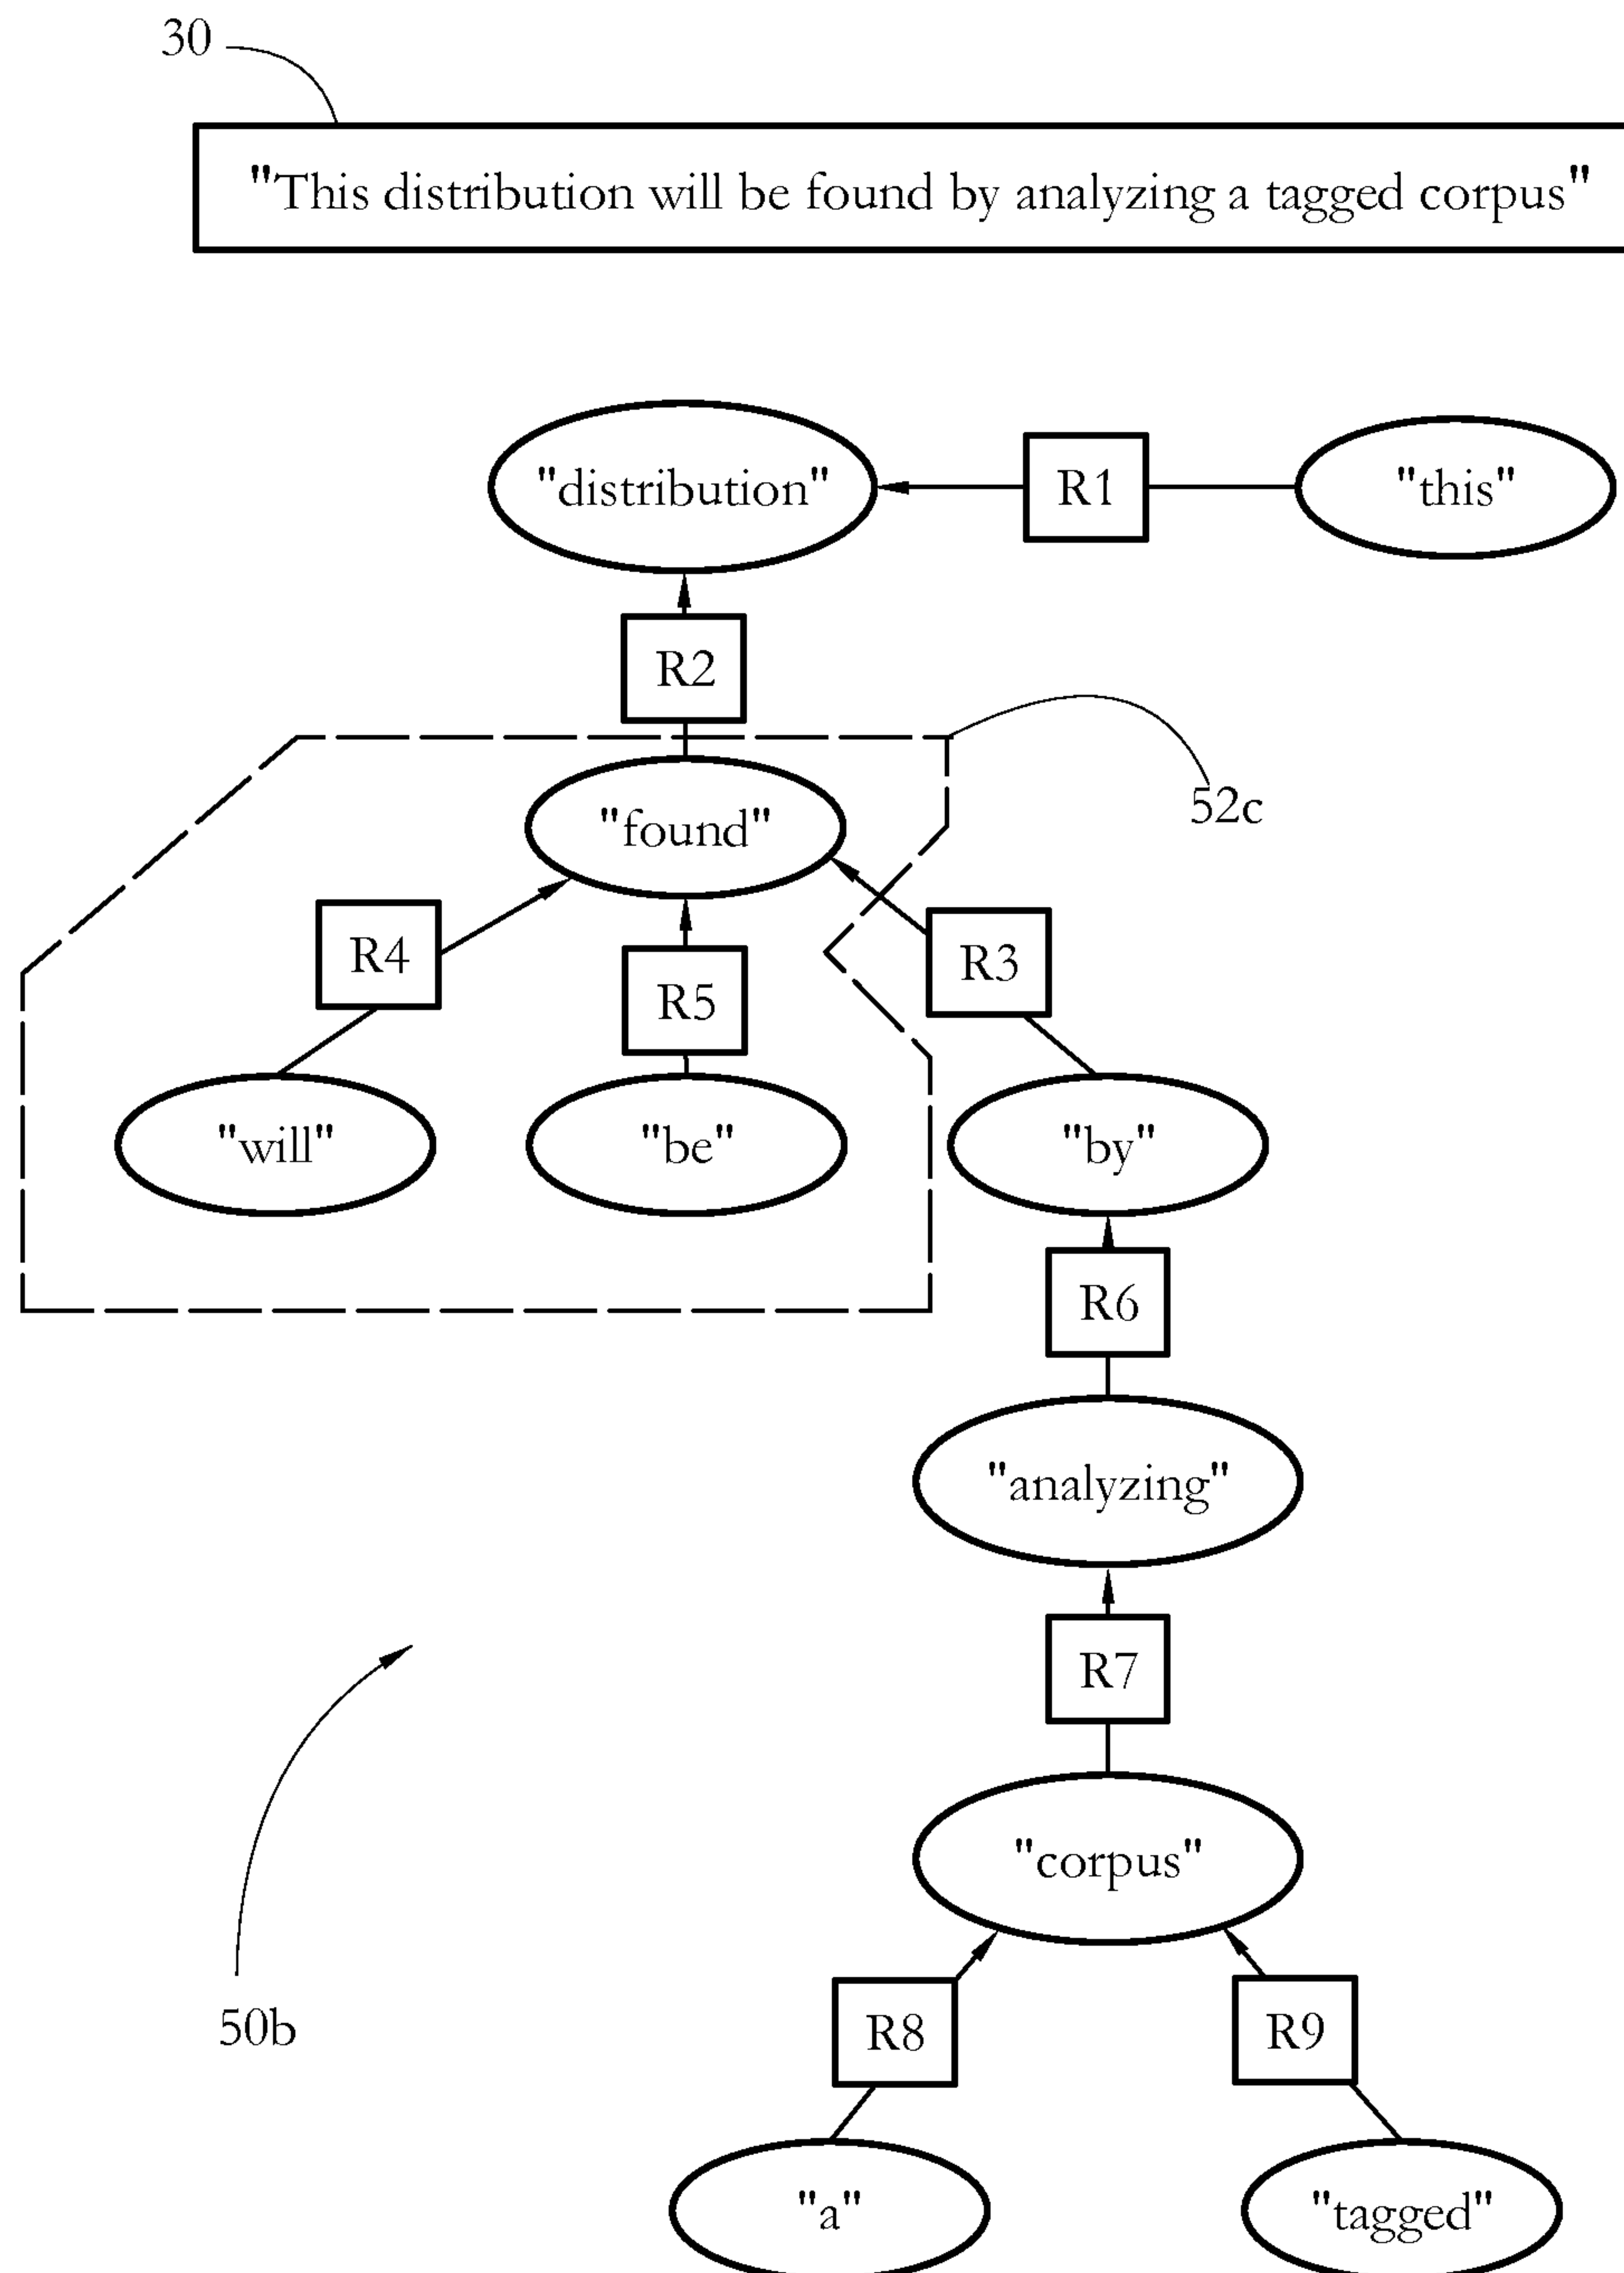 30
"This distribution will be found by analyzing a tagged corpus"
"distribution"
R1
"this"
R2
52c
"found"
R4
R5
R3
"will"
"be"
"by"
R6
"analyzing"
R7
"corpus"
50b
R8
R9
"a"
"tagged"